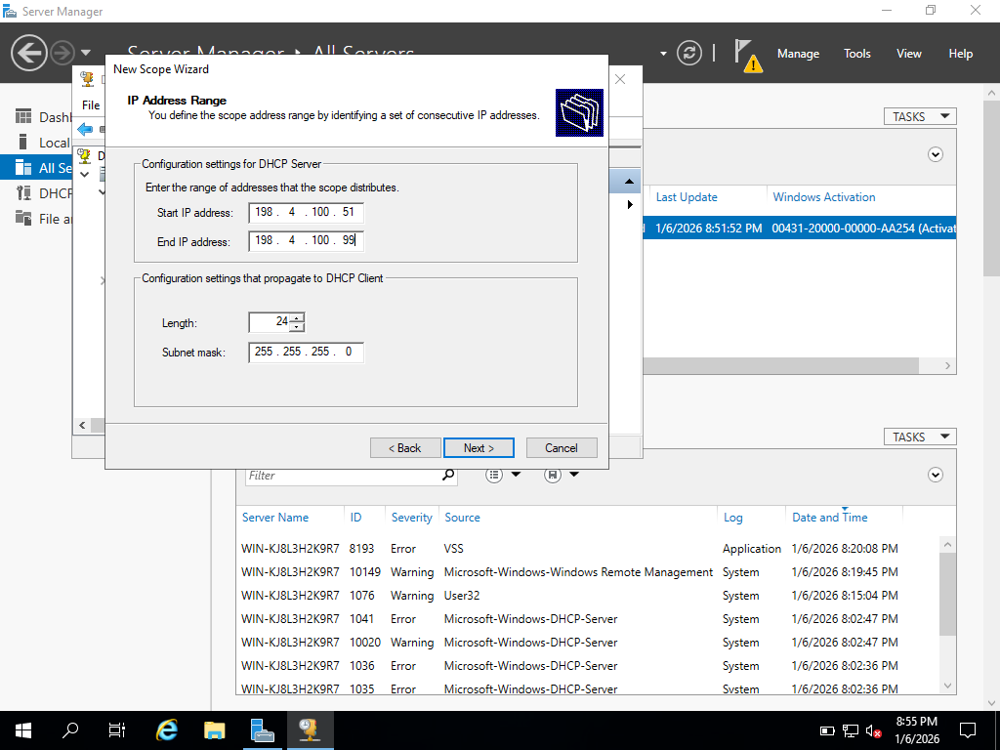 Server Manager
Server Manager • All Servers
Manage
Tools
View
Help
New Scope Wizard
IP Address Range
You define the scope address range by identifying a set of consecutive IP addresses.
Configuration settings for DHCP Server
Enter the range of addresses that the scope distributes.
Start IP address: 198 . 4 . 100 . 51
End IP address: 198 . 4 . 100 . 99
Configuration settings that propagate to DHCP Client
Length: 24
Subnet mask: 255 . 255 . 255 . 0
< Back
Next >
Cancel
File
D
Local
All Se
DHCP
File a
TASKS
Last Update Windows Activation
1/6/2026 8:51:52 PM 00431-20000-00000-AA254 (Activat
TASKS
Filter
Server Name ID Severity Source Log Date and Time
WIN-KJ8L3H2K9R7 8193 Error VSS Application 1/6/2026 8:20:08 PM
WIN-KJ8L3H2K9R7 10149 Warning Microsoft-Windows-Windows Remote Management System 1/6/2026 8:19:45 PM
WIN-KJ8L3H2K9R7 1076 Warning User32 System 1/6/2026 8:15:04 PM
WIN-KJ8L3H2K9R7 1041 Error Microsoft-Windows-DHCP-Server System 1/6/2026 8:02:47 PM
WIN-KJ8L3H2K9R7 10020 Warning Microsoft-Windows-DHCP-Server System 1/6/2026 8:02:47 PM
WIN-KJ8L3H2K9R7 1036 Error Microsoft-Windows-DHCP-Server System 1/6/2026 8:02:36 PM
WIN-KJ8L3H2K9R7 1035 Error Microsoft-Windows-DHCP-Server System 1/6/2026 8:02:36 PM
8:55 PM
1/6/2026